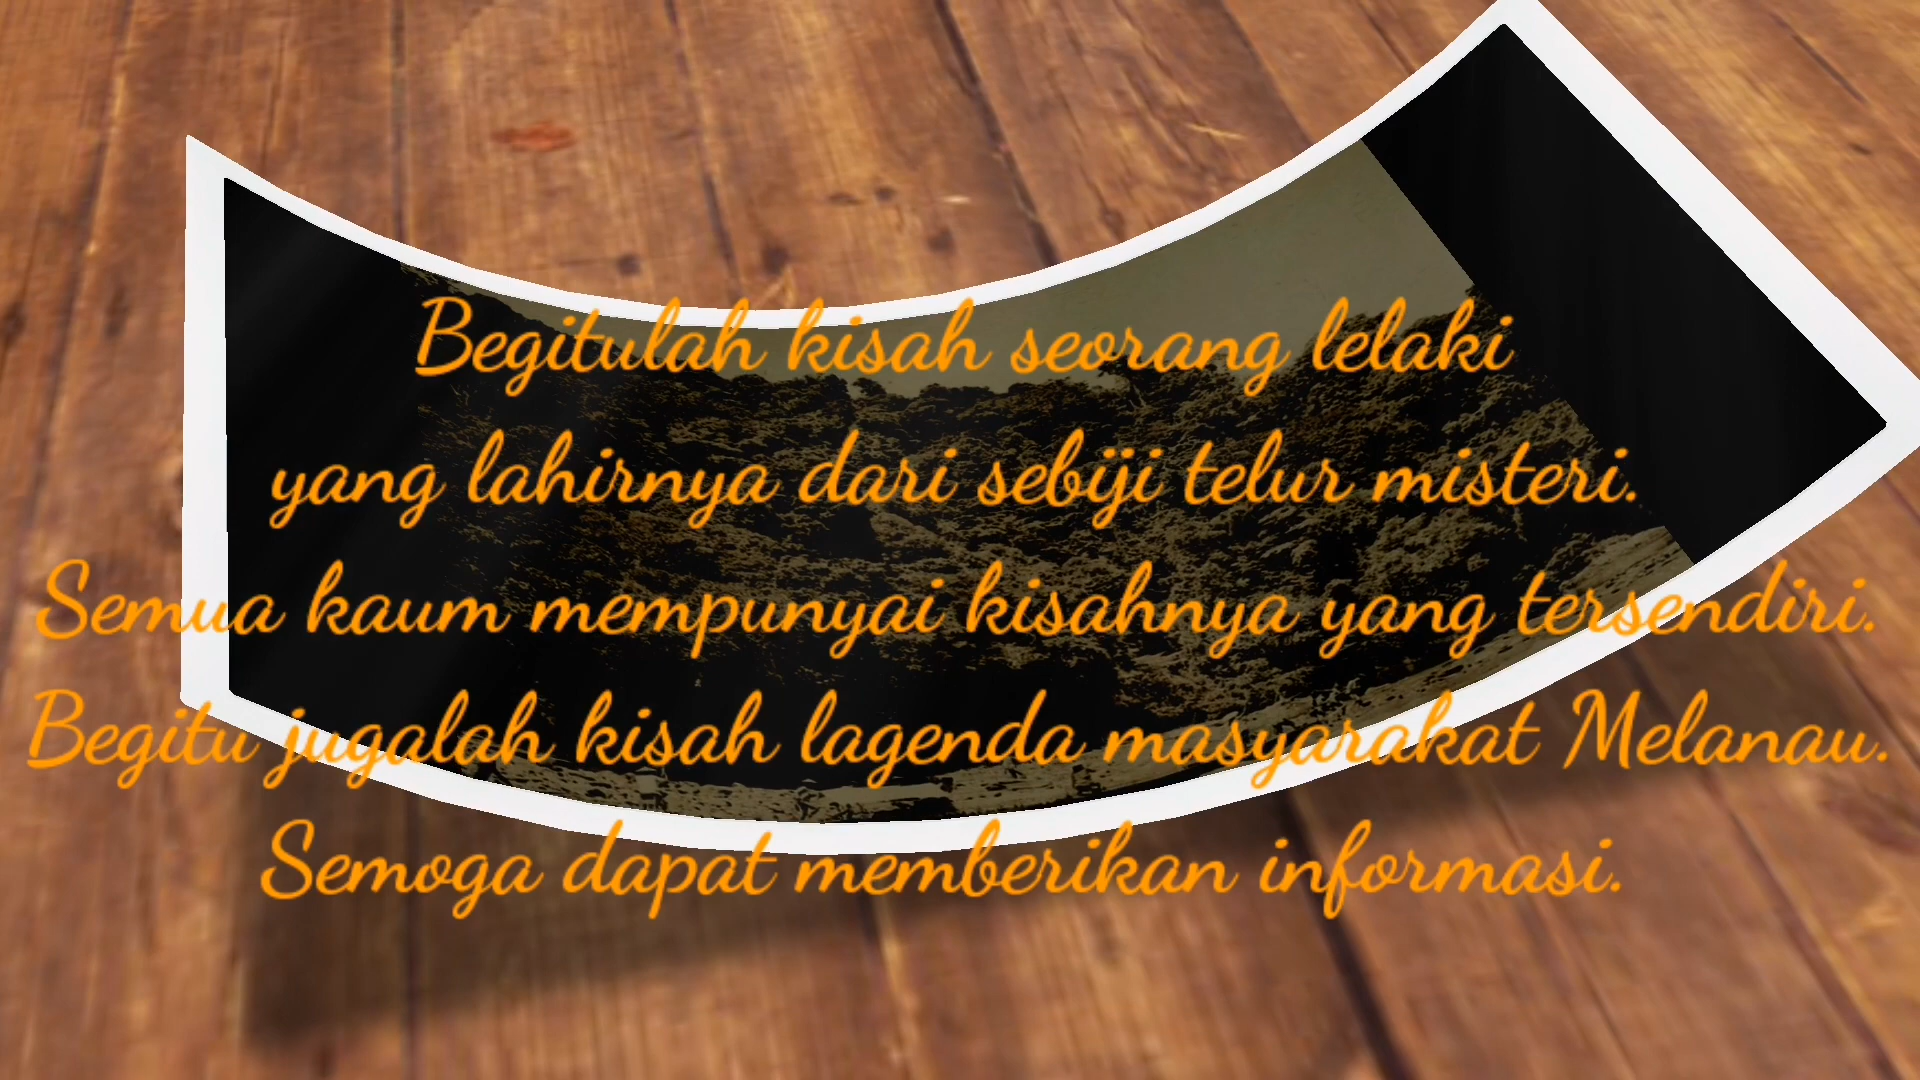 Begitulah kisah seorang lelaki
yang lahirnya dari sebiji telur misteri.
Semua kaum mempunyai kisahnya yang tersendiri.
Begitu jugalah kisah lagenda masyarakat Melanau.
Semoga dapat memberikan informasi.